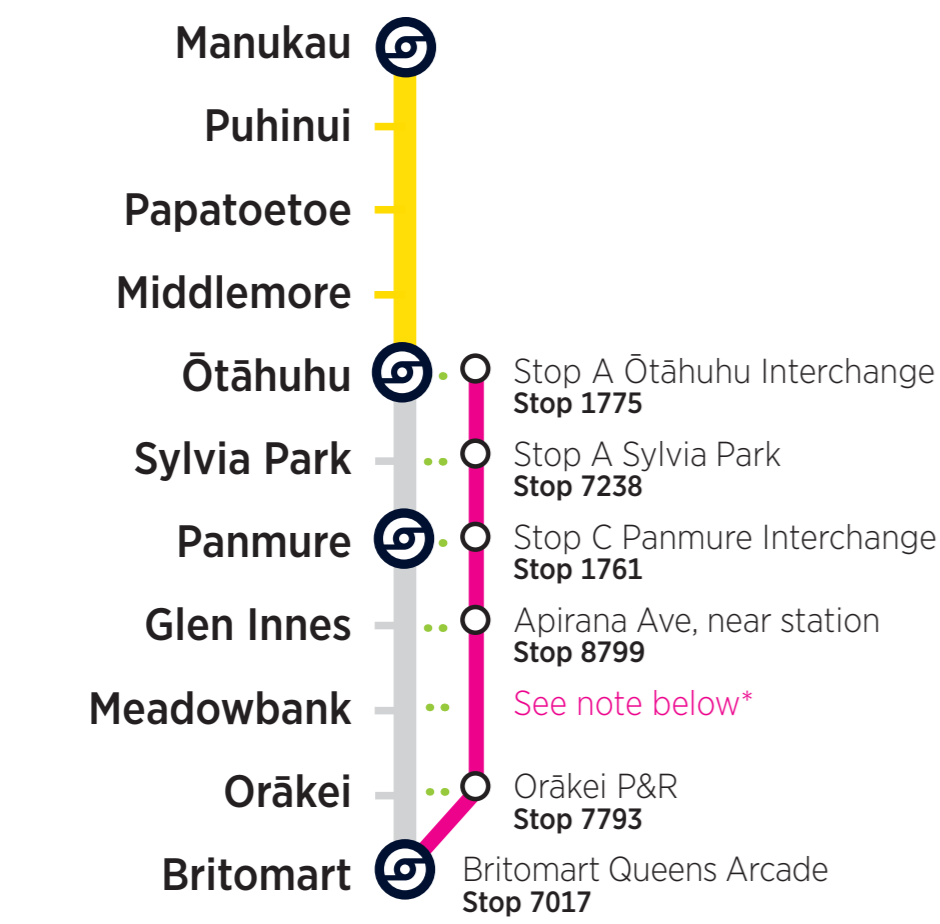 Manukau
Puhinui
Papatoetoe
Middlemore
Ōtāhuhu
Stop A Ōtāhuhu Interchange
Stop 1775
Sylvia Park
Stop A Sylvia Park
Stop 7238
Panmure
Stop C Panmure Interchange
Stop 1761
Glen Innes
Apirana Ave, near station
Stop 8799
Meadowbank
See note below*
Orākei
Orākei P&R
Stop 7793
Britomart
Britomart Queens Arcade
Stop 7017